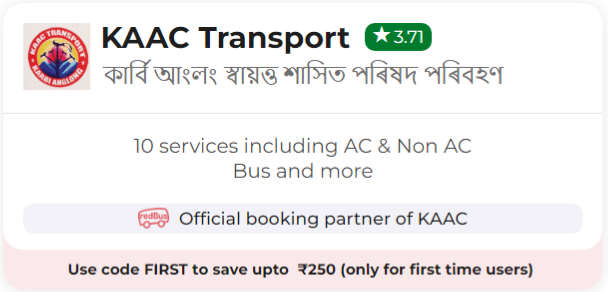 KAAC Transport ★ 3.71
কাৰ্বি আংলং স্বায়ত্ত শাসিত পৰিষদ পৰিবহণ
KAAC TRANSPORT
KARBI ANGLONG
10 services including AC & Non AC
Bus and more
redBus Official booking partner of KAAC
Use code FIRST to save upto ₹250 (only for first time users)